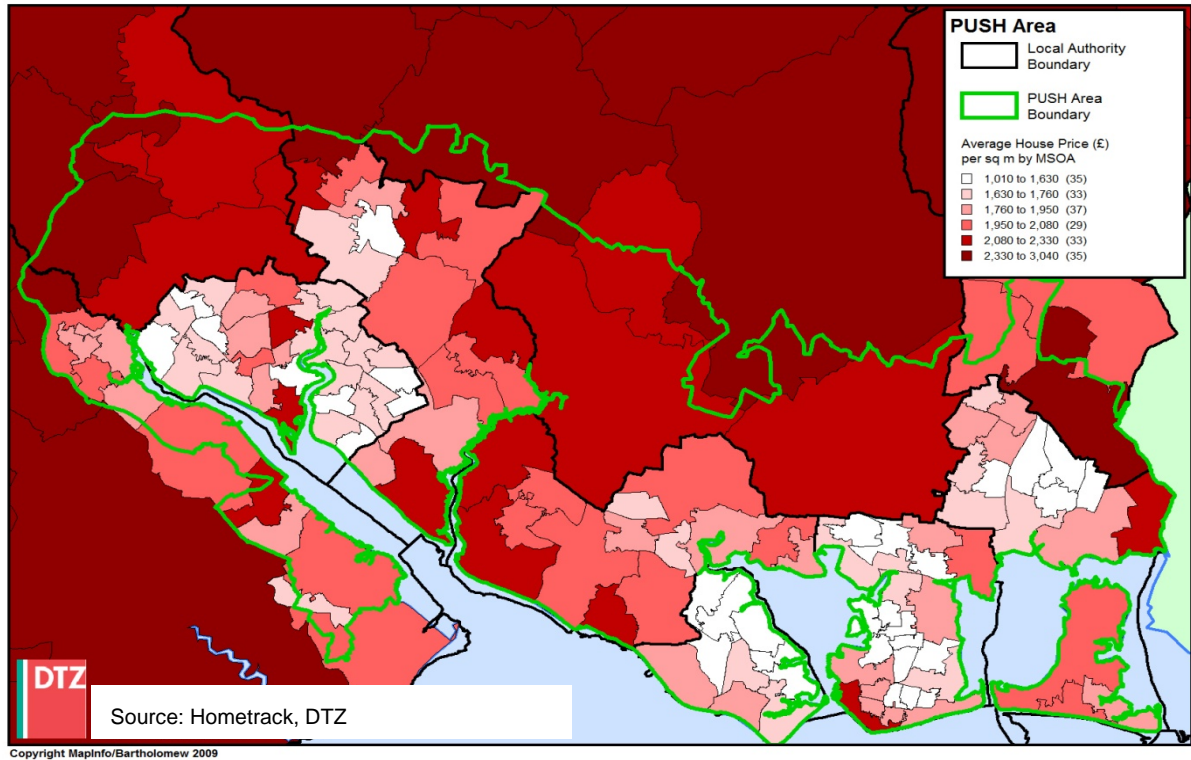 PUSH Area
Local Authority
Boundary
PUSH Area
Boundary
Average House Price (£)
per sq m by MSOA
1,010 to 1,630 (35)
1,630 to 1,760 (33)
1,760 to 1,950 (37)
1,950 to 2,080 (29)
2,080 to 2,330 (33)
2,330 to 3,040 (35)
DTZ
Source: Hometrack, DTZ
Copyright MapInfo/Bartholomew 2009